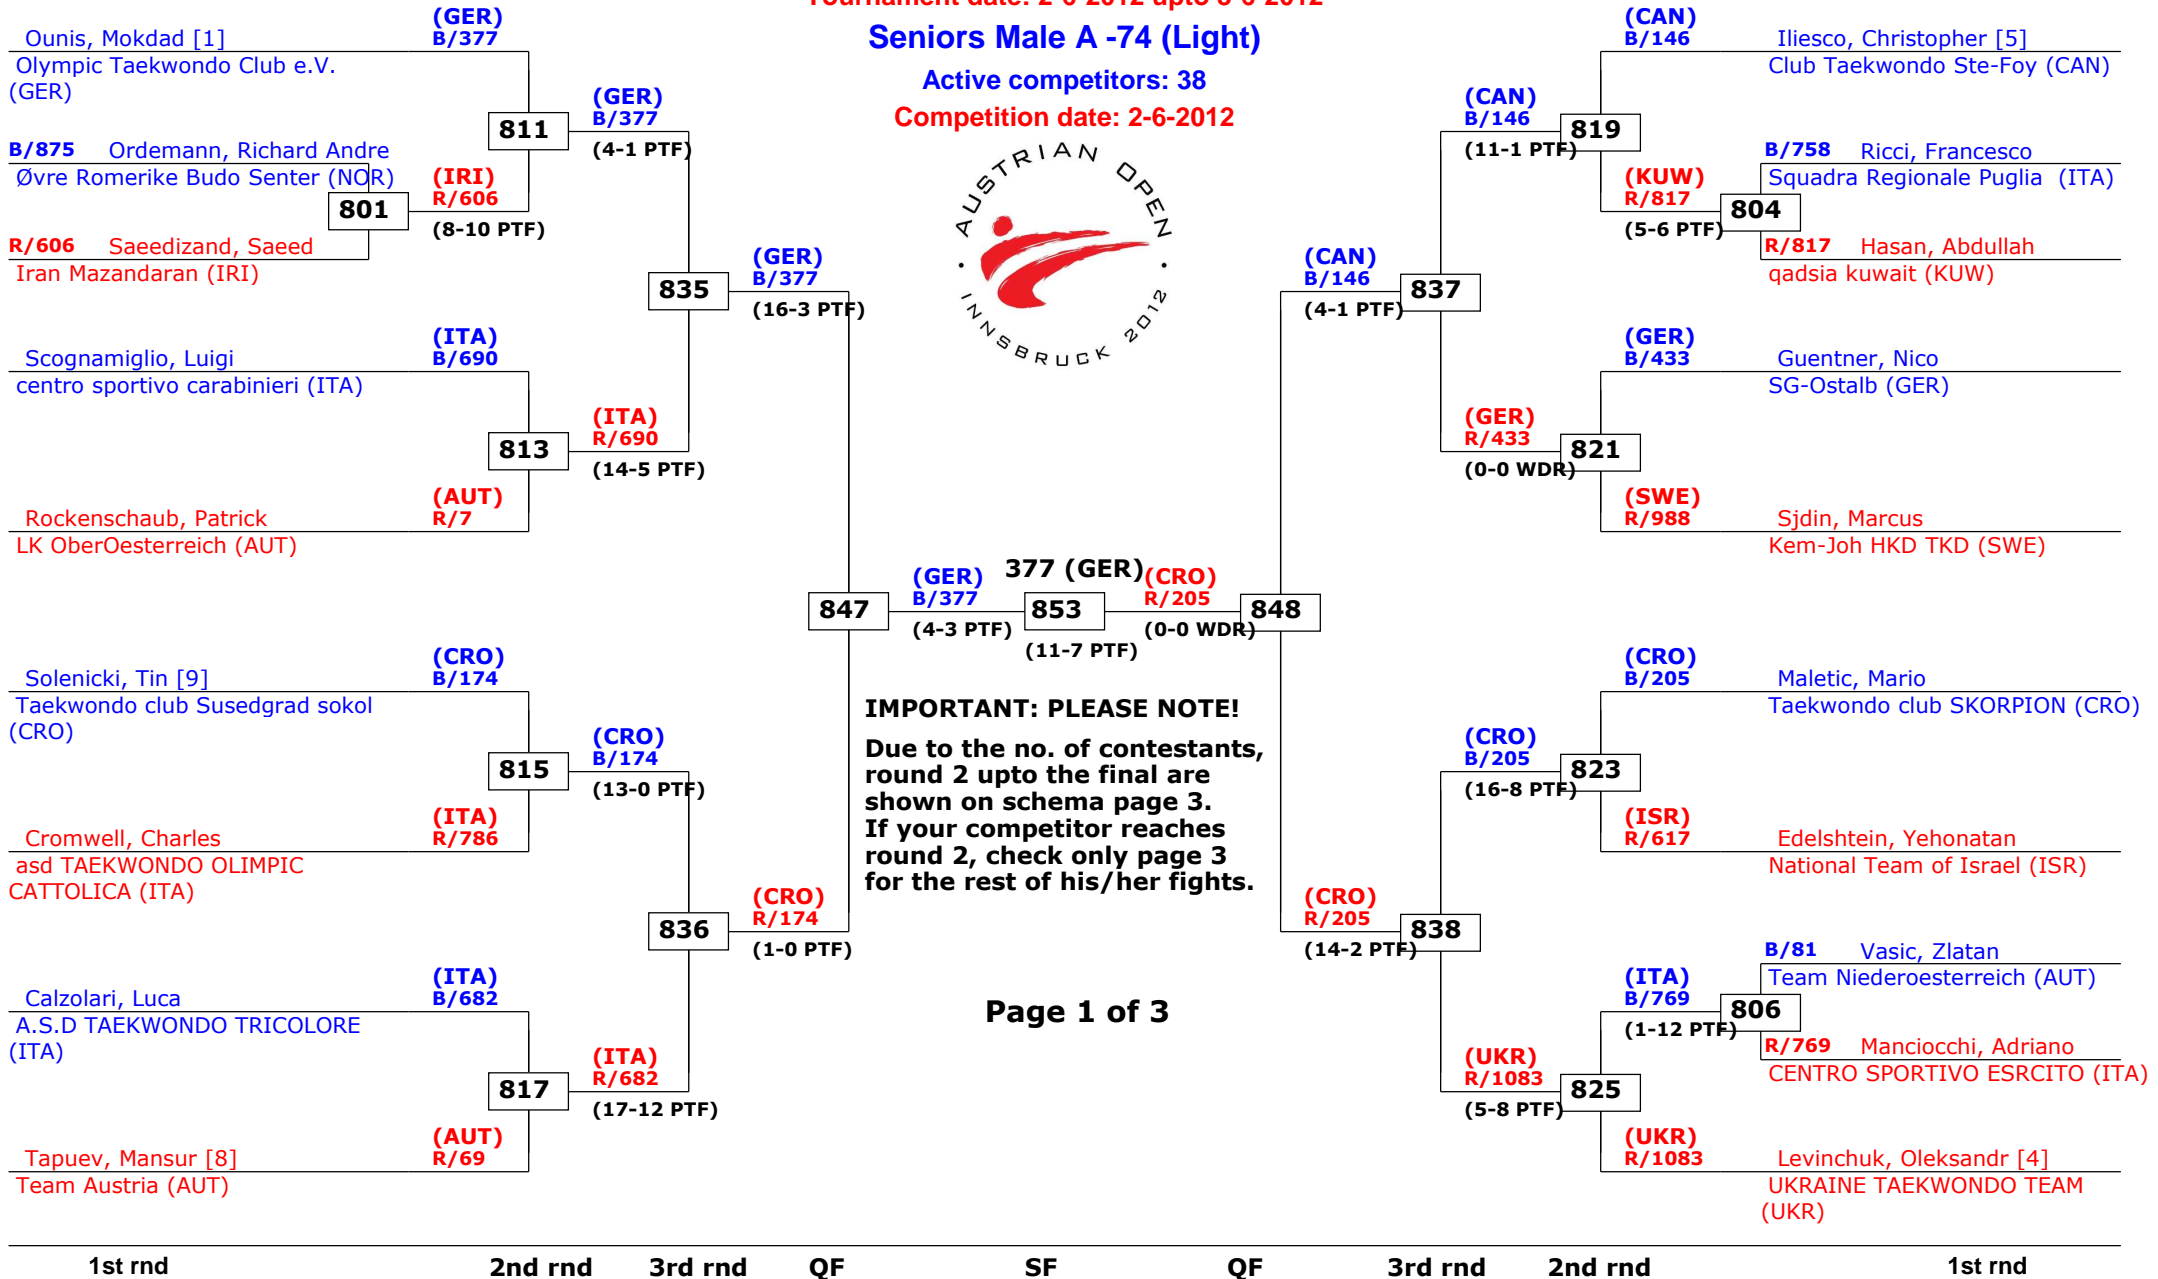 Tournament date: 2-6-2012 upto 3-6-2012
Seniors Male A -74 (Light)
Active competitors: 38
Competition date: 2-6-2012
AUSTRIAN OPEN
· INNSBRUCK 2012 ·
Ounis, Mokdad [1]
Olympic Taekwondo Club e.V.
(GER)
(GER)
B/377
B/875 Ordemann, Richard Andre
Øvre Romerike Budo Senter (NOR)
801
R/606 Saeedizand, Saeed
Iran Mazandaran (IRI)
(IRI)
R/606
(8-10 PTF)
811
(GER)
B/377
(4-1 PTF)
Scognamiglio, Luigi
centro sportivo carabinieri (ITA)
(ITA)
B/690
813
Rockenschaub, Patrick
LK OberOesterreich (AUT)
(AUT)
R/7
(ITA)
R/690
(14-5 PTF)
835
(GER)
B/377
(16-3 PTF)
Solenicki, Tin [9]
Taekwondo club Susedgrad sokol
(CRO)
(CRO)
B/174
815
Cromwell, Charles
asd TAEKWONDO OLIMPIC
CATTOLICA (ITA)
(ITA)
R/786
(CRO)
B/174
(13-0 PTF)
Calzolari, Luca
A.S.D TAEKWONDO TRICOLORE
(ITA)
(ITA)
B/682
817
Tapuev, Mansur [8]
Team Austria (AUT)
(AUT)
R/69
(ITA)
R/682
(17-12 PTF)
836
(CRO)
R/174
(1-0 PTF)
847
(GER)
B/377
(4-3 PTF)
377 (GER)
853
(11-7 PTF)
(CRO)
R/205
(0-0 WDR)
848
IMPORTANT: PLEASE NOTE!
Due to the no. of contestants,
round 2 upto the final are
shown on schema page 3.
If your competitor reaches
round 2, check only page 3
for the rest of his/her fights.
Page 1 of 3
(CAN)
B/146
Iliesco, Christopher [5]
Club Taekwondo Ste-Foy (CAN)
(CAN)
B/146
(11-1 PTF)
819
B/758 Ricci, Francesco
Squadra Regionale Puglia (ITA)
(KUW)
R/817
(5-6 PTF)
804
R/817 Hasan, Abdullah
qadsia kuwait (KUW)
(CAN)
B/146
(4-1 PTF)
837
(GER)
B/433
Guentner, Nico
SG-Ostalb (GER)
(GER)
R/433
(0-0 WDR)
821
(SWE)
R/988
Sjdin, Marcus
Kem-Joh HKD TKD (SWE)
(CRO)
B/205
Maletic, Mario
Taekwondo club SKORPION (CRO)
(CRO)
B/205
(16-8 PTF)
823
(ISR)
R/617
Edelshtein, Yehonatan
National Team of Israel (ISR)
(CRO)
R/205
(14-2 PTF)
838
B/81 Vasic, Zlatan
Team Niederoesterreich (AUT)
(ITA)
B/769
(1-12 PTF)
806
R/769 Manciocchi, Adriano
CENTRO SPORTIVO ESRCITO (ITA)
(UKR)
R/1083
(5-8 PTF)
825
(UKR)
R/1083
Levinchuk, Oleksandr [4]
UKRAINE TAEKWONDO TEAM
(UKR)
1st rnd 2nd rnd 3rd rnd QF SF QF 3rd rnd 2nd rnd 1st rnd